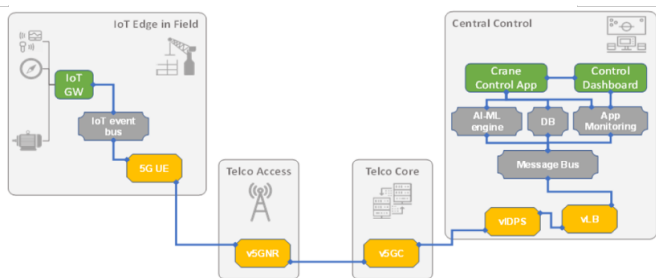 IoT Edge in Field
IoT
GW
IoT event
bus
5G UE
Telco Access
v5GNR
Telco Core
v5GC
Central Control
Crane
Control App
Control
Dashboard
AI-ML
engine
DB
App
Monitoring
Message Bus
vIDPS
vLB